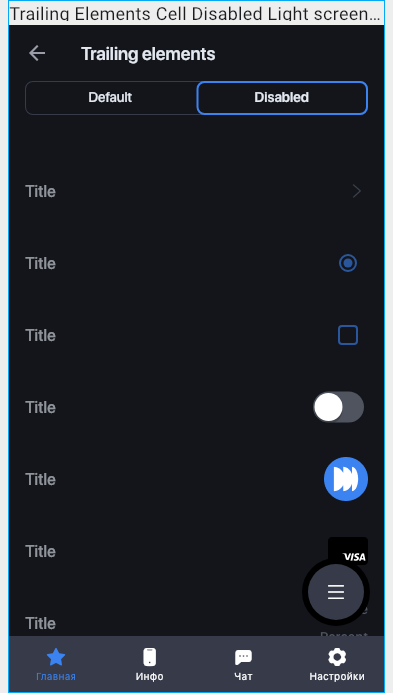 Trailing Elements Cell Disabled Light screen...
Trailing elements
Default Disabled
Title
Title
Title
Title
Title
Title VISA
Title
Главная Инфо Чат Настройки